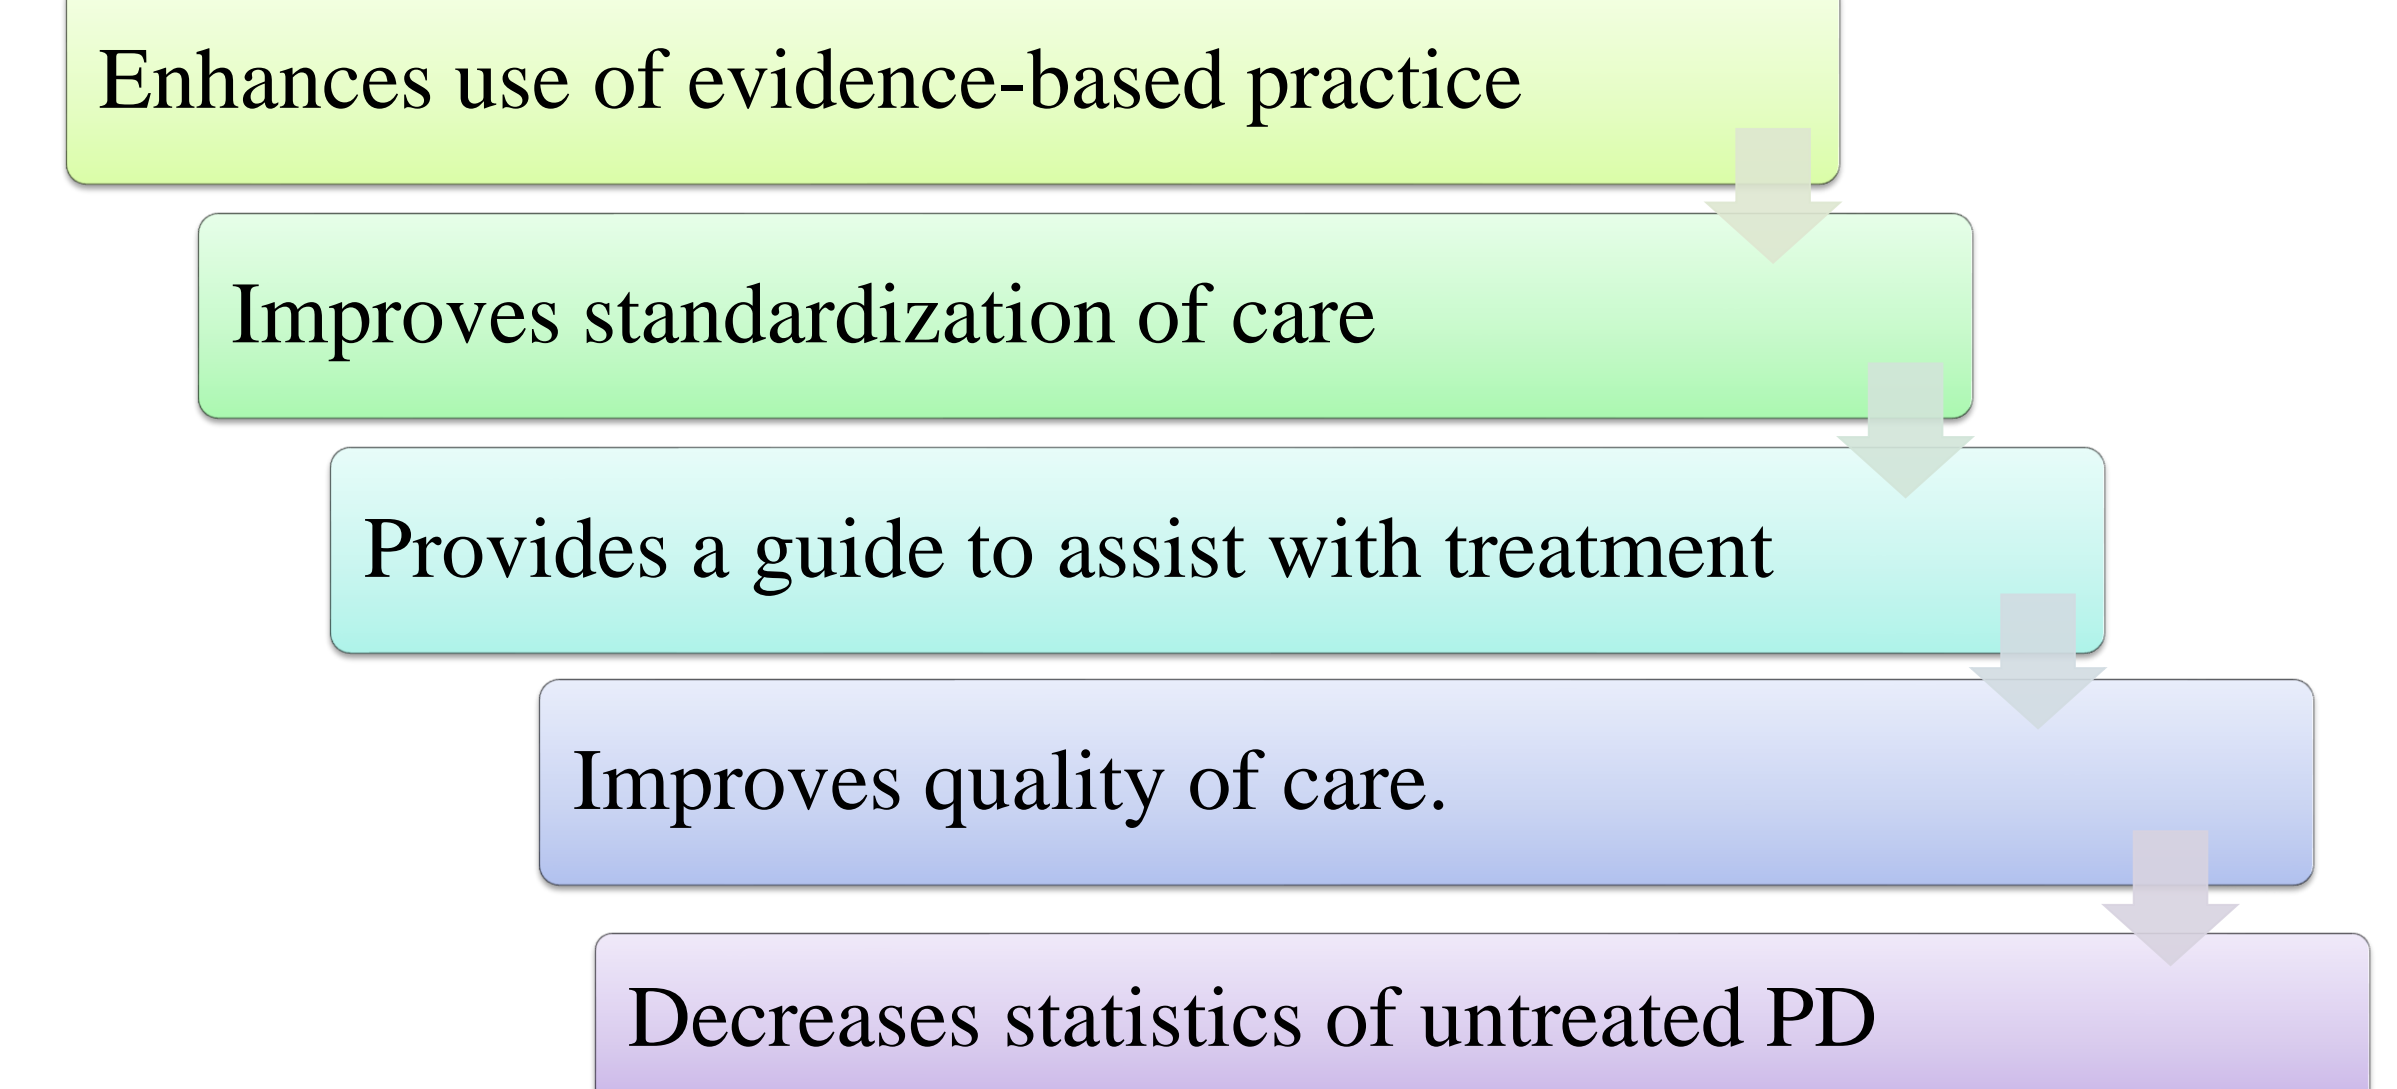 Enhances use of evidence-based practice
Improves standardization of care
Provides a guide to assist with treatment
Improves quality of care.
Decreases statistics of untreated PD